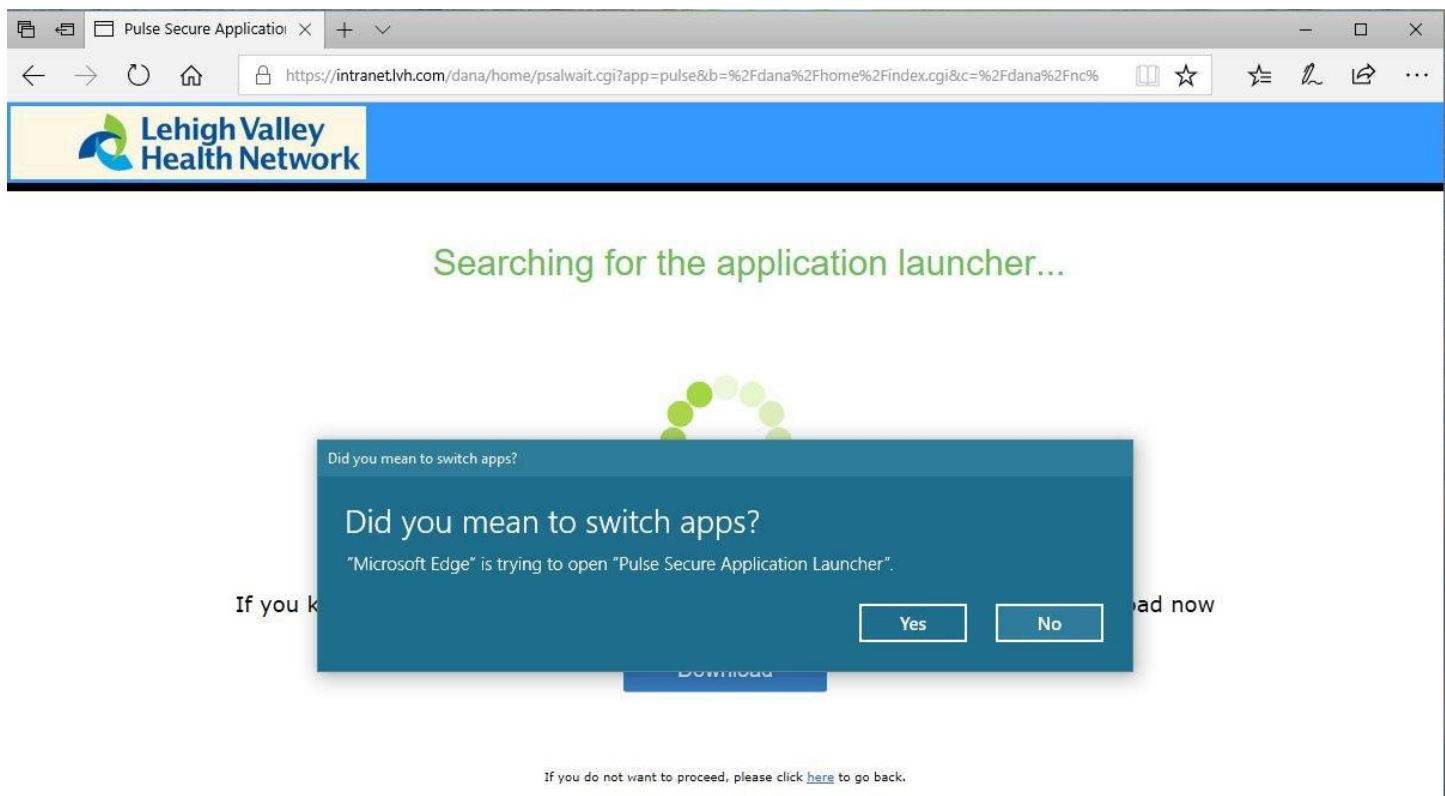 Pulse Secure Applicatio
https://intranet.lvh.com/dana/home/psalwait.cgi?app=pulse&b=%2Fdana%2Fhome%2Findex.cgi&c=%2Fdana%2Fnc%
Lehigh Valley
Health Network
Searching for the application launcher...
Did you mean to switch apps?
Did you mean to switch apps?
"Microsoft Edge" is trying to open "Pulse Secure Application Launcher".
If you k
ad now
Yes No
Download
If you do not want to proceed, please click here to go back.